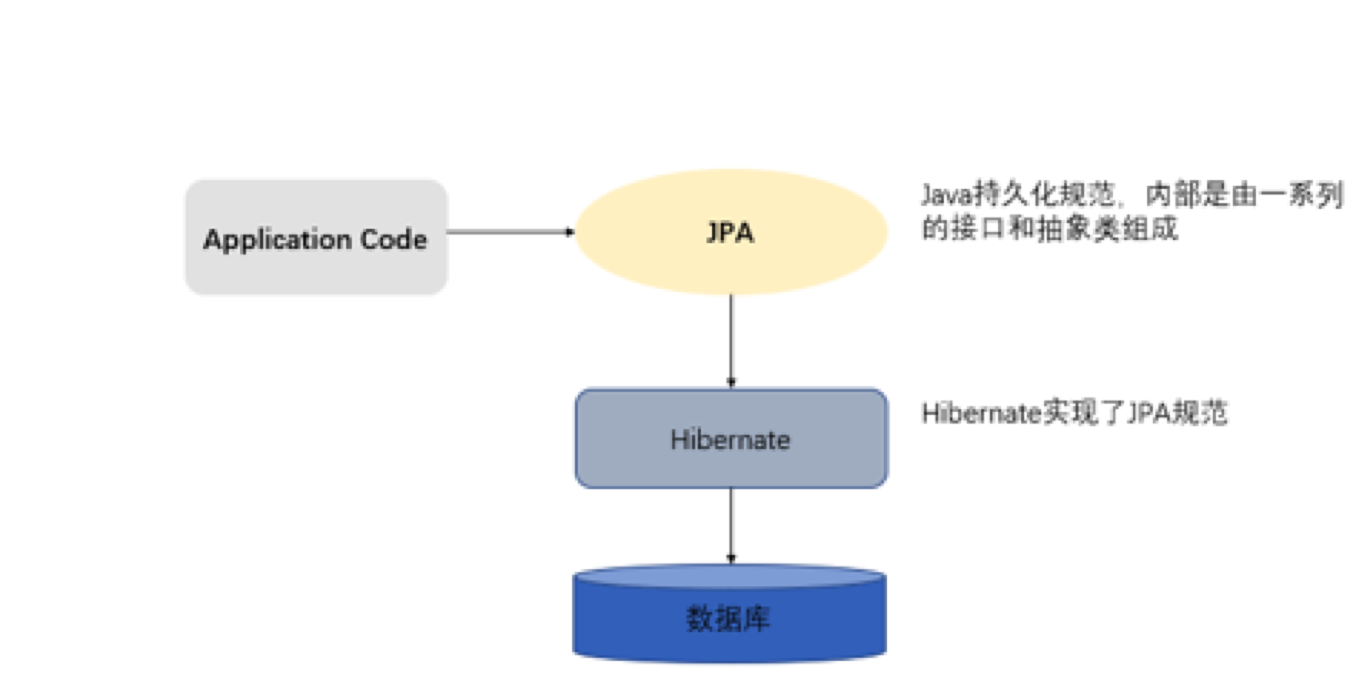 Application Code
JPA
Java持久化规范，内部是由一系列
的接口和抽象类组成
Hibernate
Hibernate实现了JPA规范
数据库